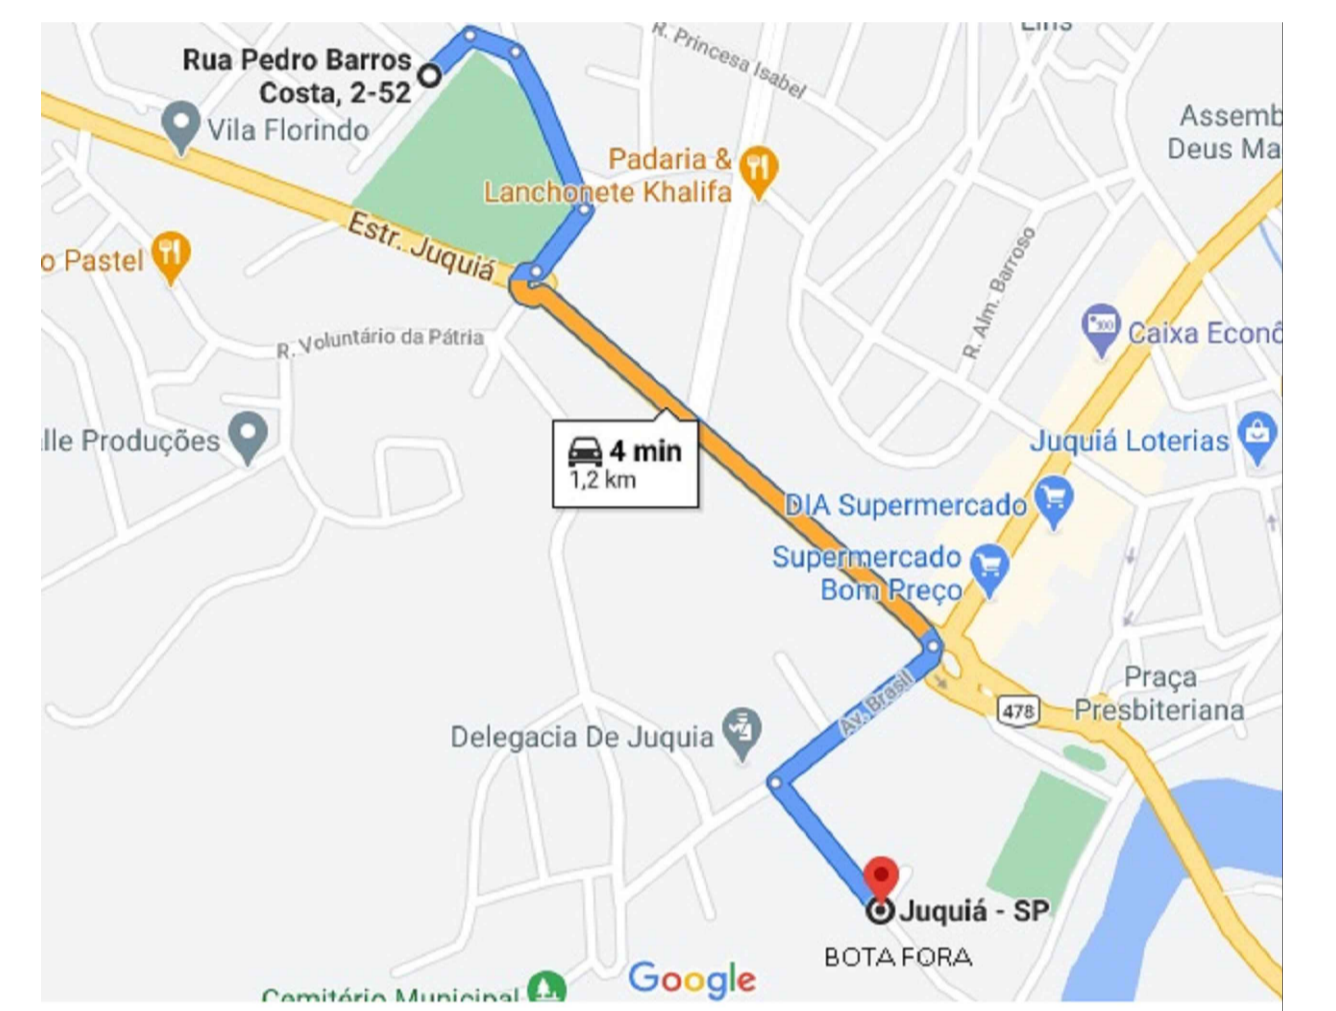 Rua Pedro Barros
Costa, 2-52
R. Princesa Isabel
Assemb
Deus Ma
Vila Florindo
Padaria &
Lanchonete Khalifa
Estr. Juquiá
o Pastel
R. Alm. Barroso
Caixa Econô
R. Voluntário da Pátria
lle Produções
4 min
1,2 km
Juquiá Loterias
DIA Supermercado
Supermercado
Bom Preço
Av. Brasil
478
Praça
Presbiteriana
Delegacia De Juquia
Juquiá - SP
BOTA FORA
Google
Cemitério Municipal